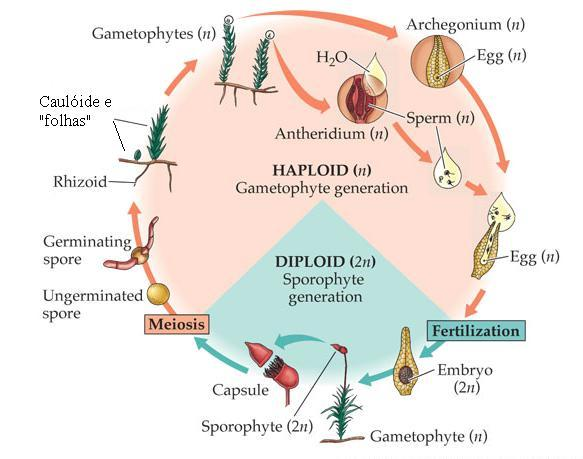 Gametophytes (n)
Archegonium (n)
Egg (n)
H2O
Sperm (n)
Antheridium (n)
Caulóide e
"folhas"
Rhizoid
HAPLOID (n)
Gametophyte generation
Germinating
spore
Ungerminated
spore
Egg (n)
DIPLOID (2n)
Sporophyte
generation
Meiosis
Fertilization
Embryo
(2n)
Capsule
Sporophyte (2n)
Gametophyte (n)